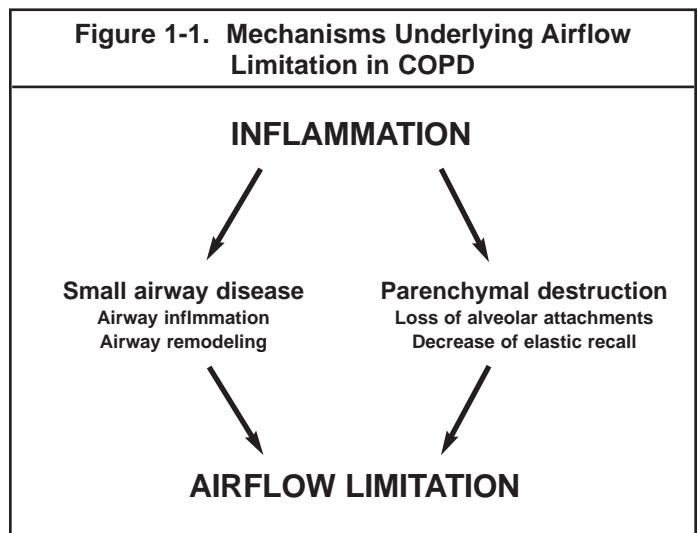 Figure 1-1. Mechanisms Underlying Airflow
Limitation in COPD
INFLAMMATION
Small airway disease
Airway inflmmation
Airway remodeling
Parenchymal destruction
Loss of alveolar attachments
Decrease of elastic recall
AIRFLOW LIMITATION